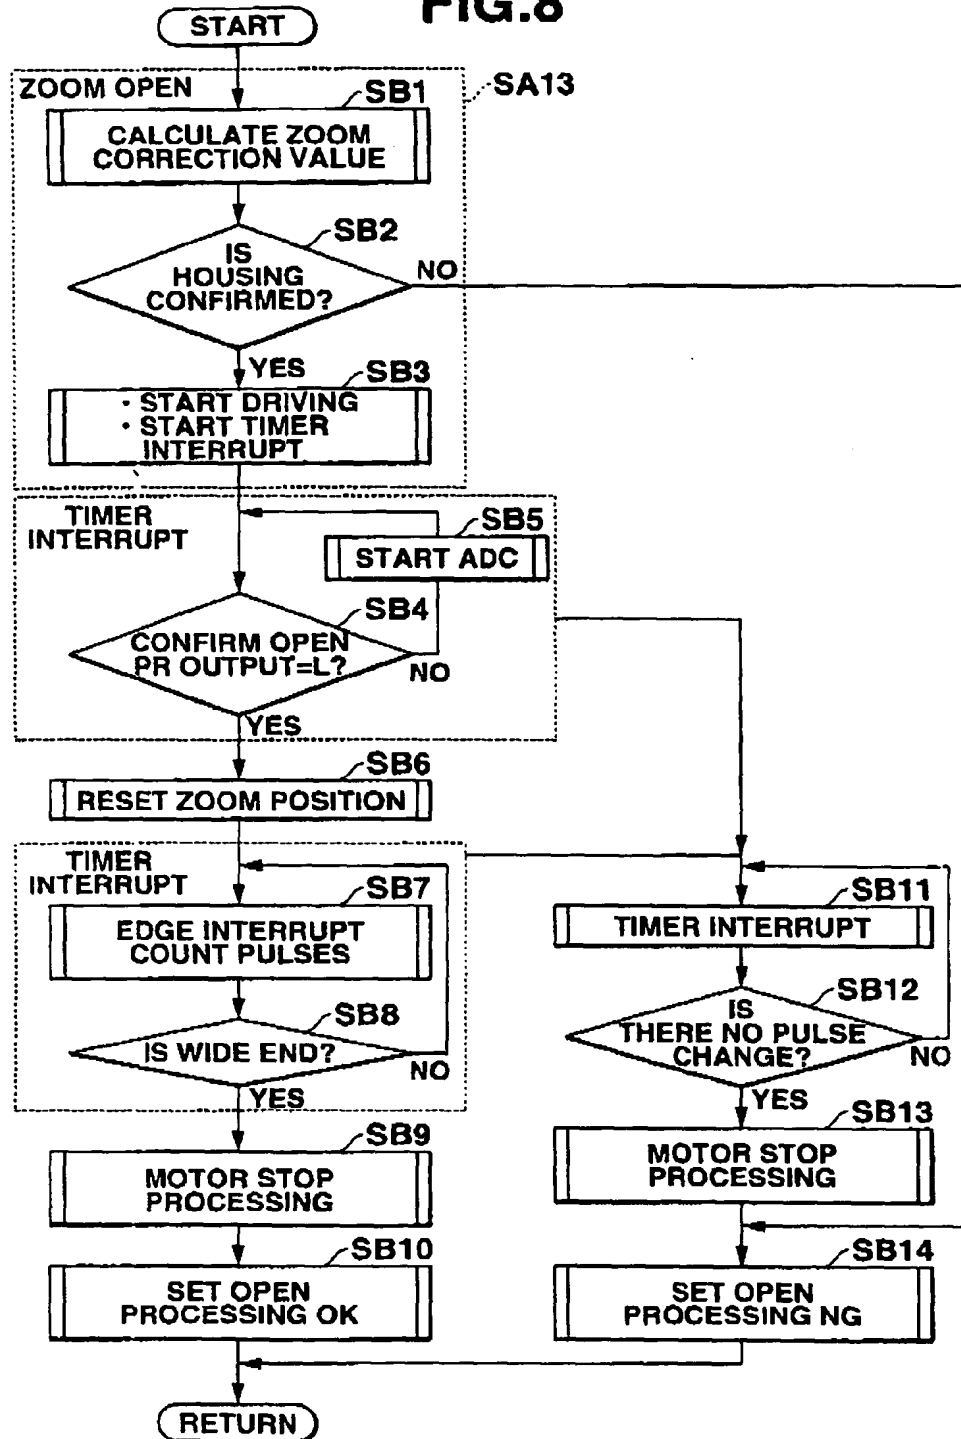 FIG.8
START
ZOOM OPEN
SA13
SB1
CALCULATE ZOOM
CORRECTION VALUE
SB2
IS
HOUSING
CONFIRMED?
NO
YES
SB3
· START DRIVING
· START TIMER
INTERRUPT
TIMER
INTERRUPT
SB5
START ADC
SB4
CONFIRM OPEN
PR OUTPUT=L?
NO
YES
SB6
RESET ZOOM POSITION
TIMER
INTERRUPT
SB7
EDGE INTERRUPT
COUNT PULSES
SB8
IS WIDE END?
NO
YES
SB9
MOTOR STOP
PROCESSING
SB10
SET OPEN
PROCESSING OK
SB11
TIMER INTERRUPT
SB12
IS
THERE NO PULSE
CHANGE?
NO
YES
SB13
MOTOR STOP
PROCESSING
SB14
SET OPEN
PROCESSING NG
RETURN